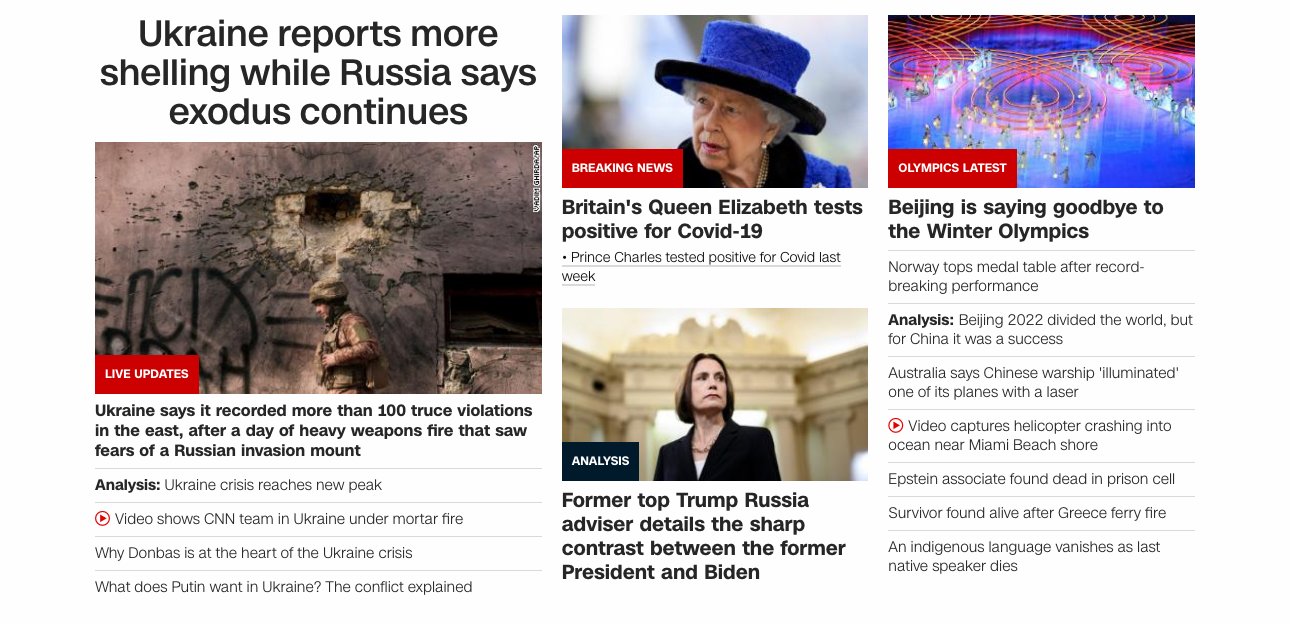 Ukraine reports more
shelling while Russia says
exodus continues
VADIM GHIRDA/AP
LIVE UPDATES
Ukraine says it recorded more than 100 truce violations
in the east, after a day of heavy weapons fire that saw
fears of a Russian invasion mount
Analysis: Ukraine crisis reaches new peak
Video shows CNN team in Ukraine under mortar fire
Why Donbas is at the heart of the Ukraine crisis
What does Putin want in Ukraine? The conflict explained
BREAKING NEWS
Britain's Queen Elizabeth tests
positive for Covid-19
• Prince Charles tested positive for Covid last
week
ANALYSIS
Former top Trump Russia
adviser details the sharp
contrast between the former
President and Biden
OLYMPICS LATEST
Beijing is saying goodbye to
the Winter Olympics
Norway tops medal table after record-
breaking performance
Analysis: Beijing 2022 divided the world, but
for China it was a success
Australia says Chinese warship 'illuminated'
one of its planes with a laser
Video captures helicopter crashing into
ocean near Miami Beach shore
Epstein associate found dead in prison cell
Survivor found alive after Greece ferry fire
An indigenous language vanishes as last
native speaker dies